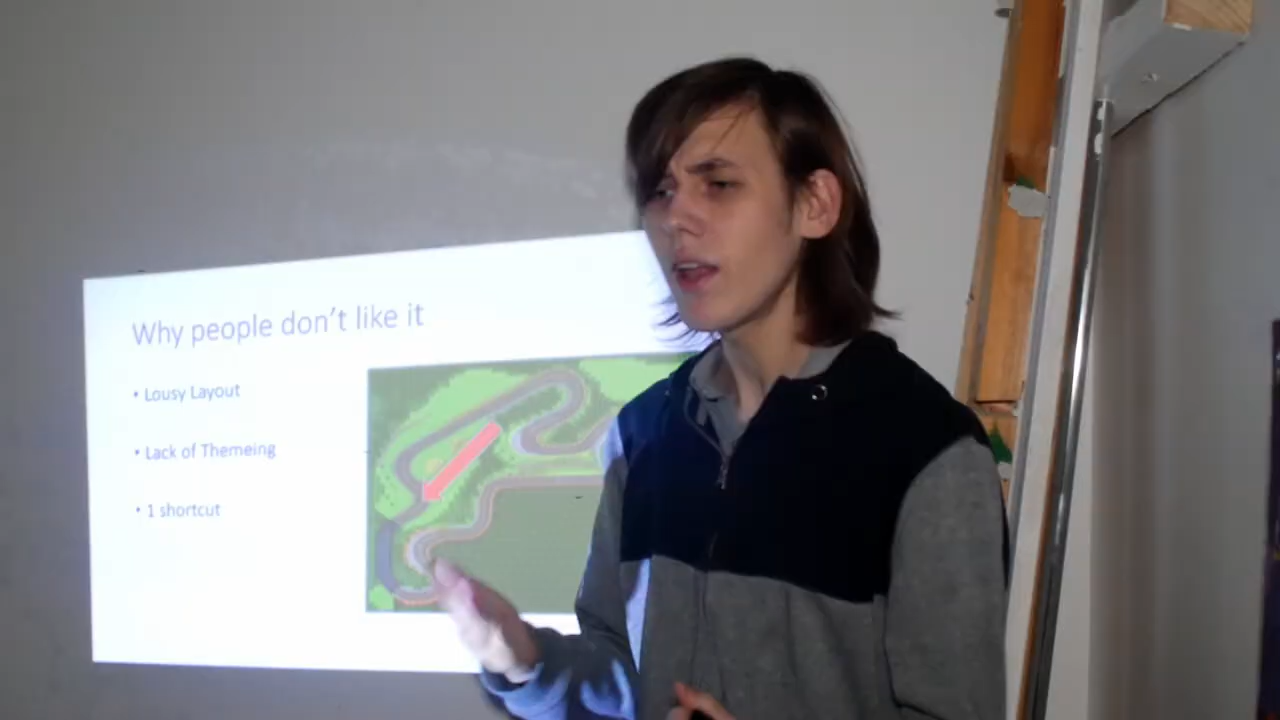 Why people don't like it
• Lousy Layout
• Lack of Themeing
• 1 shortcut